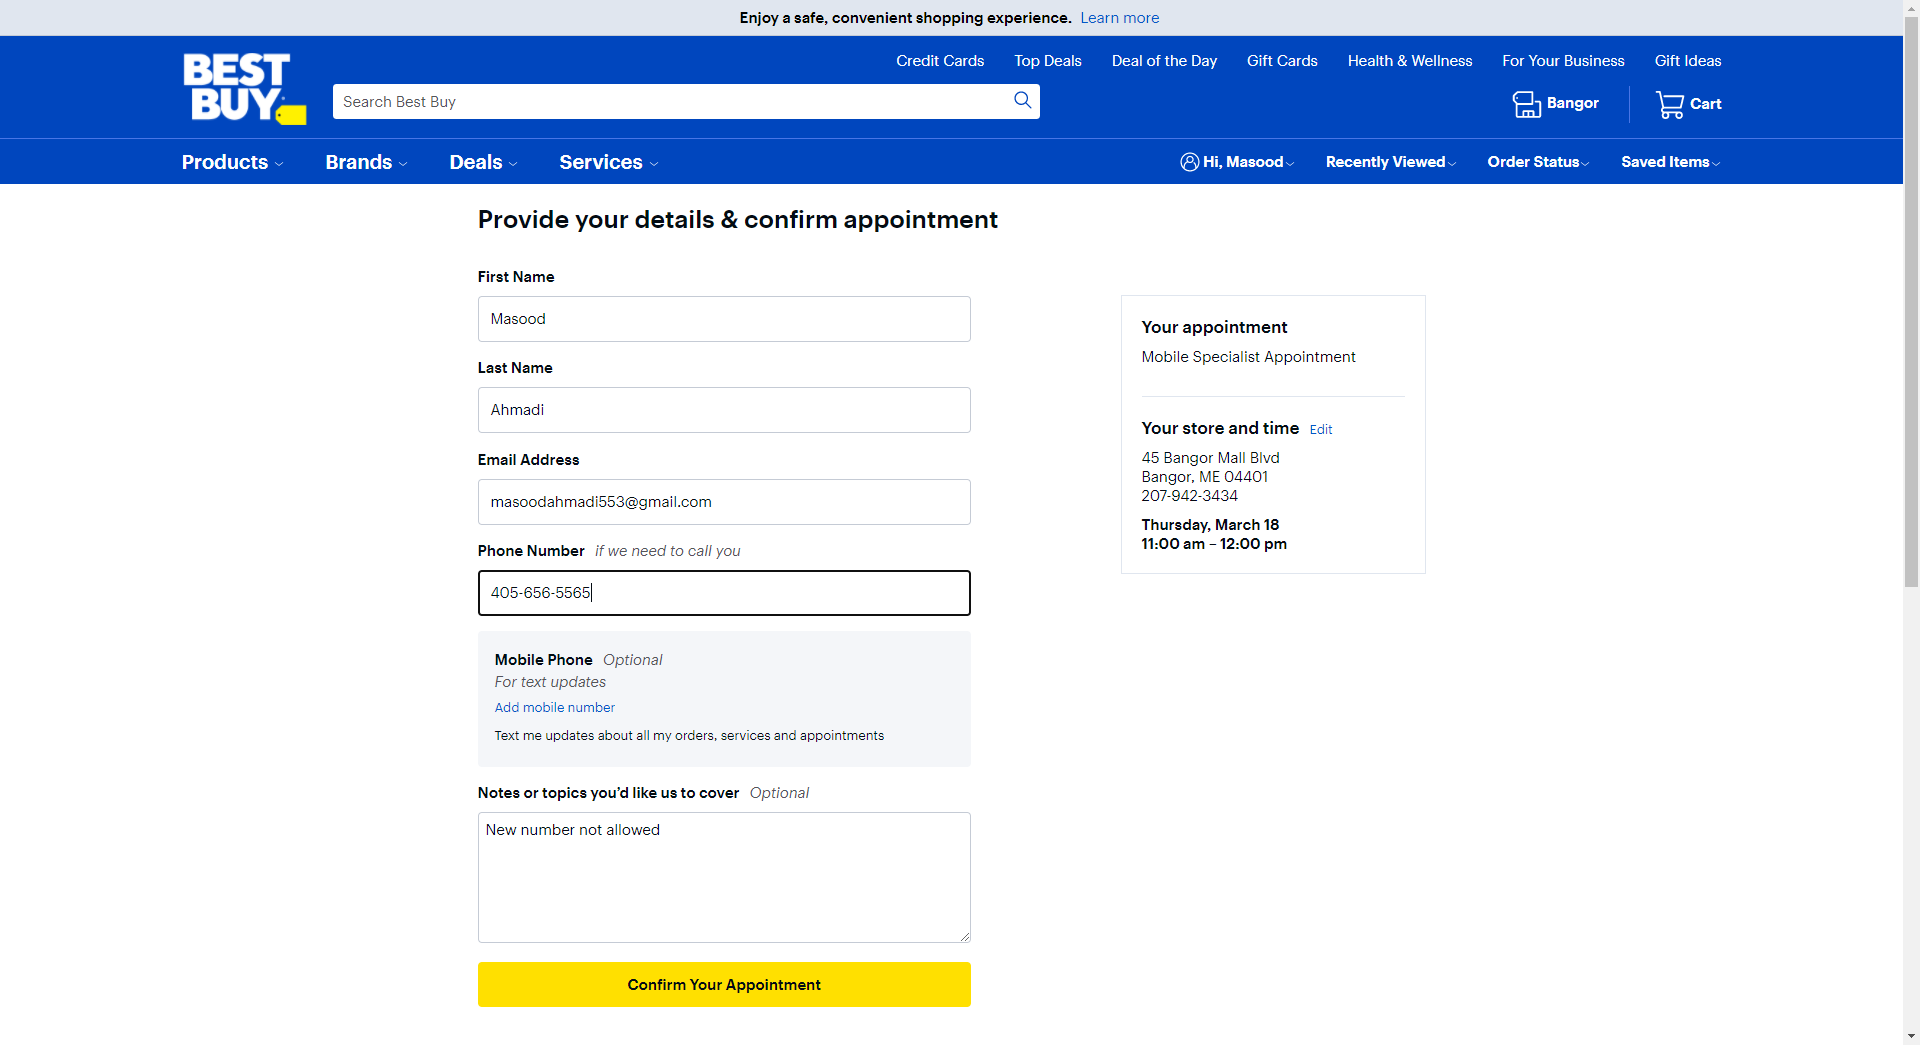 Enjoy a safe, convenient shopping experience. Learn more
Credit Cards Top Deals Deal of the Day Gift Cards Health & Wellness For Your Business Gift Ideas
BEST
BUY
Search Best Buy
Bangor
Cart
Products Brands Deals Services
Hi, Masood Recently Viewed Order Status Saved Items
Provide your details & confirm appointment
First Name
Masood
Last Name
Ahmadi
Email Address
masoodahmadi553@gmail.com
Phone Number if we need to call you
405-656-5565
Mobile Phone Optional
For text updates
Add mobile number
Text me updates about all my orders, services and appointments
Notes or topics you'd like us to cover Optional
New number not allowed
Confirm Your Appointment
Your appointment
Mobile Specialist Appointment
Your store and time Edit
45 Bangor Mall Blvd
Bangor, ME 04401
207-942-3434
Thursday, March 18
11:00 am – 12:00 pm